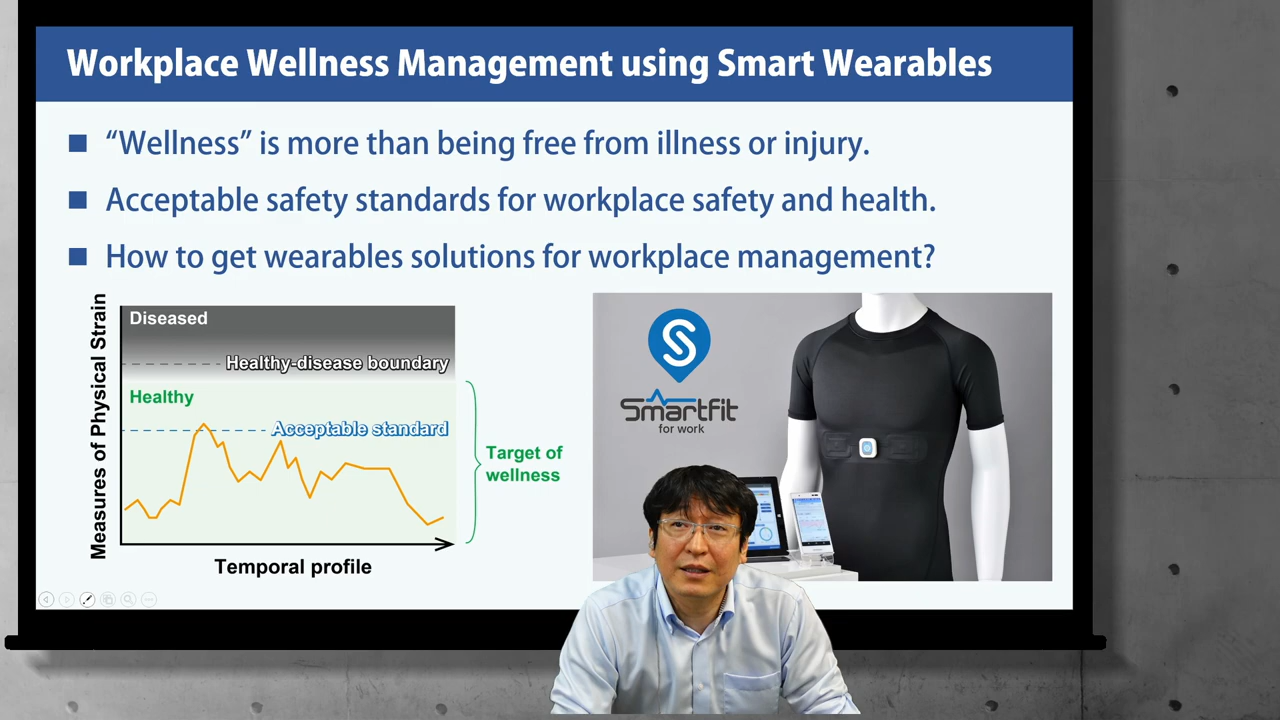 Workplace Wellness Management using Smart Wearables
■ “Wellness” is more than being free from illness or injury.
■ Acceptable safety standards for workplace safety and health.
■ How to get wearables solutions for workplace management?
Measures of Physical Strain
Diseased
Healthy-disease boundary
Healthy
Acceptable standard
Target of
wellness
Temporal profile
S
Smartfit
for work